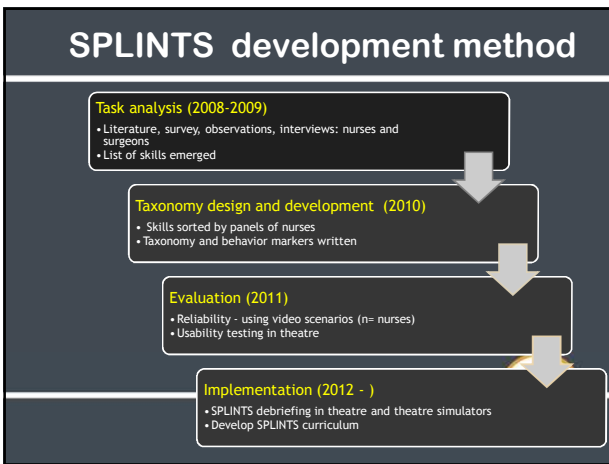 SPLINTS development method
Task analysis (2008-2009)
•Literature, survey, observations, interviews: nurses and
surgeons
•List of skills emerged
Taxonomy design and development (2010)
• Skills sorted by panels of nurses
•Taxonomy and behavior markers written
Evaluation (2011)
•Reliability - using video scenarios (n= nurses)
•Usability testing in theatre
Implementation (2012 - )
•SPLINTS debriefing in theatre and theatre simulators
•Develop SPLINTS curriculum